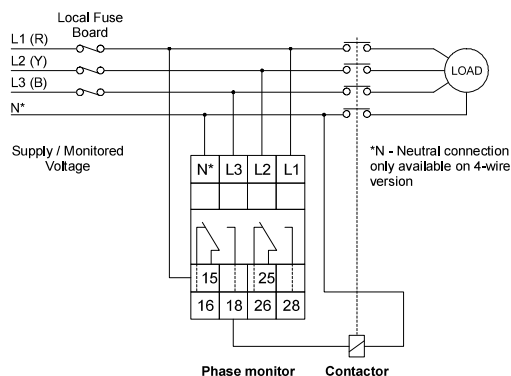 Local Fuse
Board
L1 (R)
L2 (Y)
L3 (B)
N*
LOAD
Supply / Monitored
Voltage
*N - Neutral connection
only available on 4-wire
version
N* L3 L2 L1
15 25
16 18 26 28
Phase monitor
Contactor